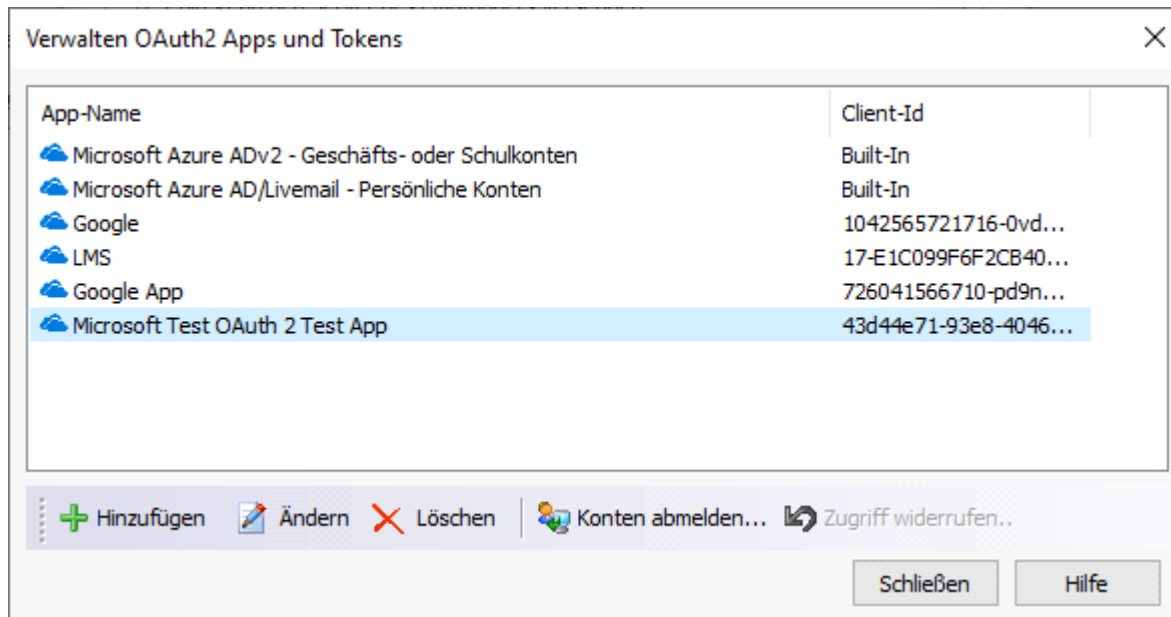 Verwalten OAuth2 Apps und Tokens
App-Name Client-Id
Microsoft Azure ADv2 - Geschäfts- oder Schulkonten Built-In
Microsoft Azure AD/Livemail - Persönliche Konten Built-In
Google 1042565721716-0vd...
LMS 17-E1C099F6F2CB40...
Google App 726041566710-pd9n...
Microsoft Test OAuth 2 Test App 43d44e71-93e8-4046...
Hinzufügen Ändern Löschen Konten abmelden... Zugriff widerrufen..
Schließen Hilfe